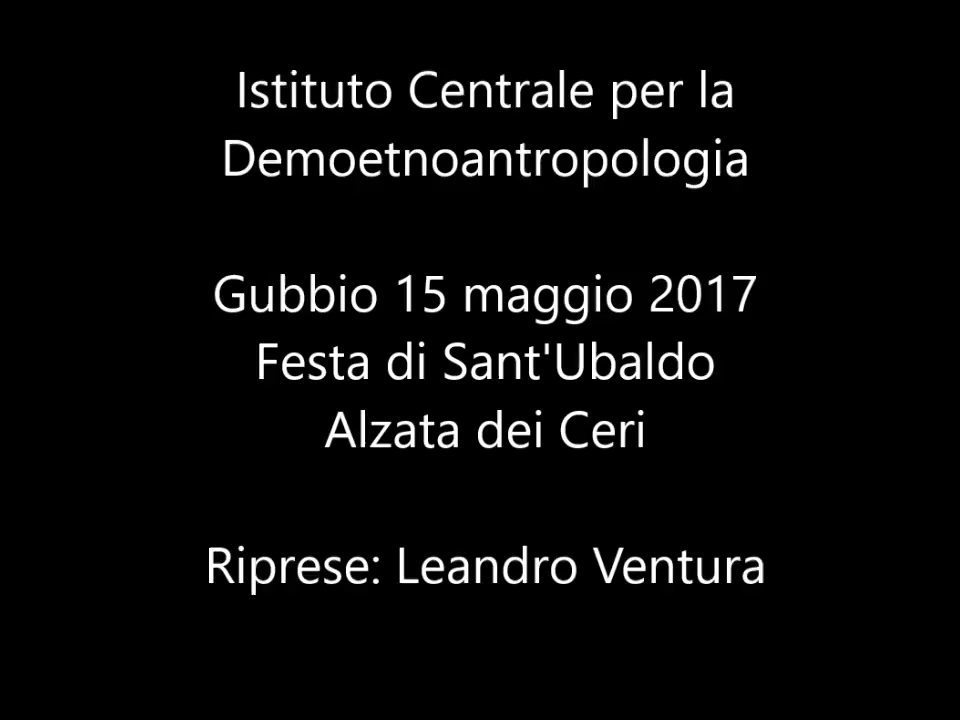 Istituto Centrale per la
Demoetnoantropologia
Gubbio 15 maggio 2017
Festa di Sant'Ubaldo
Alzata dei Ceri
Riprese: Leandro Ventura